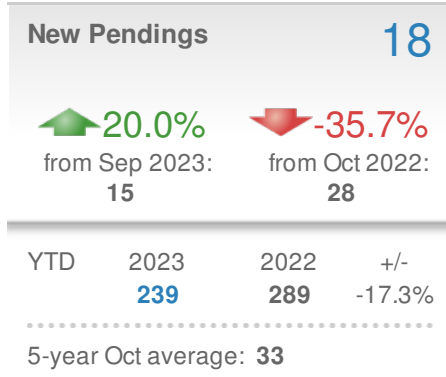 New Pendings 18
20.0% -35.7%
from Sep 2023: from Oct 2022:
15 28
YTD 2023 2022 +/-
239 289 -17.3%
5-year Oct average: 33